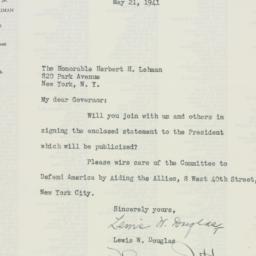 May 21, 1941
The Honorable Herbert H. Lehman
820 Park Avenue
New York, N. Y.
My dear Governor:
Will you join with us and others in
signing the enclosed statement to the President
which will be publicized?
Please wire care of the Committee to
Defend America by Aiding the Allies, 8 West 40th Street,
New York City.
Sincerely yours,
Lewis W. Douglas
Lewis W. Douglas